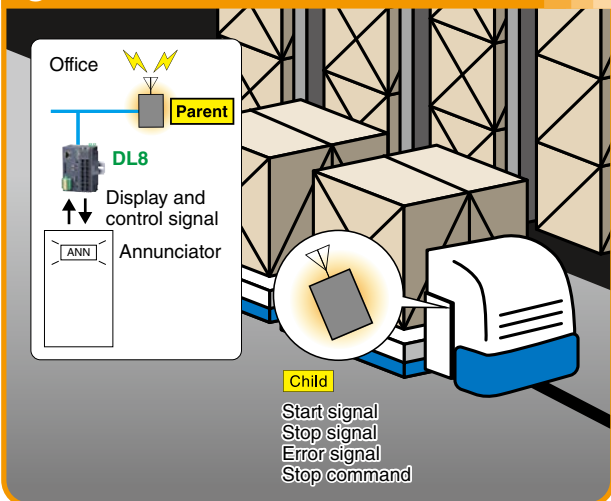 Office
Parent
DL8
Display and
control signal
ANN
Annunciator
Child
Start signal
Stop signal
Error signal
Stop command